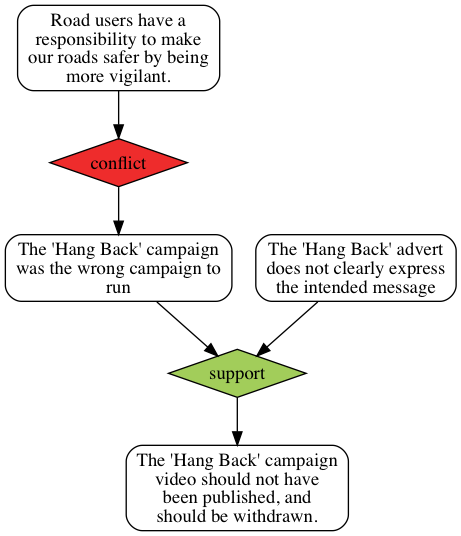 Road users have a
responsibility to make
our roads safer by being
more vigilant.
conflict
The 'Hang Back' campaign
was the wrong campaign to
run
The 'Hang Back' advert
does not clearly express
the intended message
support
The 'Hang Back' campaign
video should not have
been published, and
should be withdrawn.